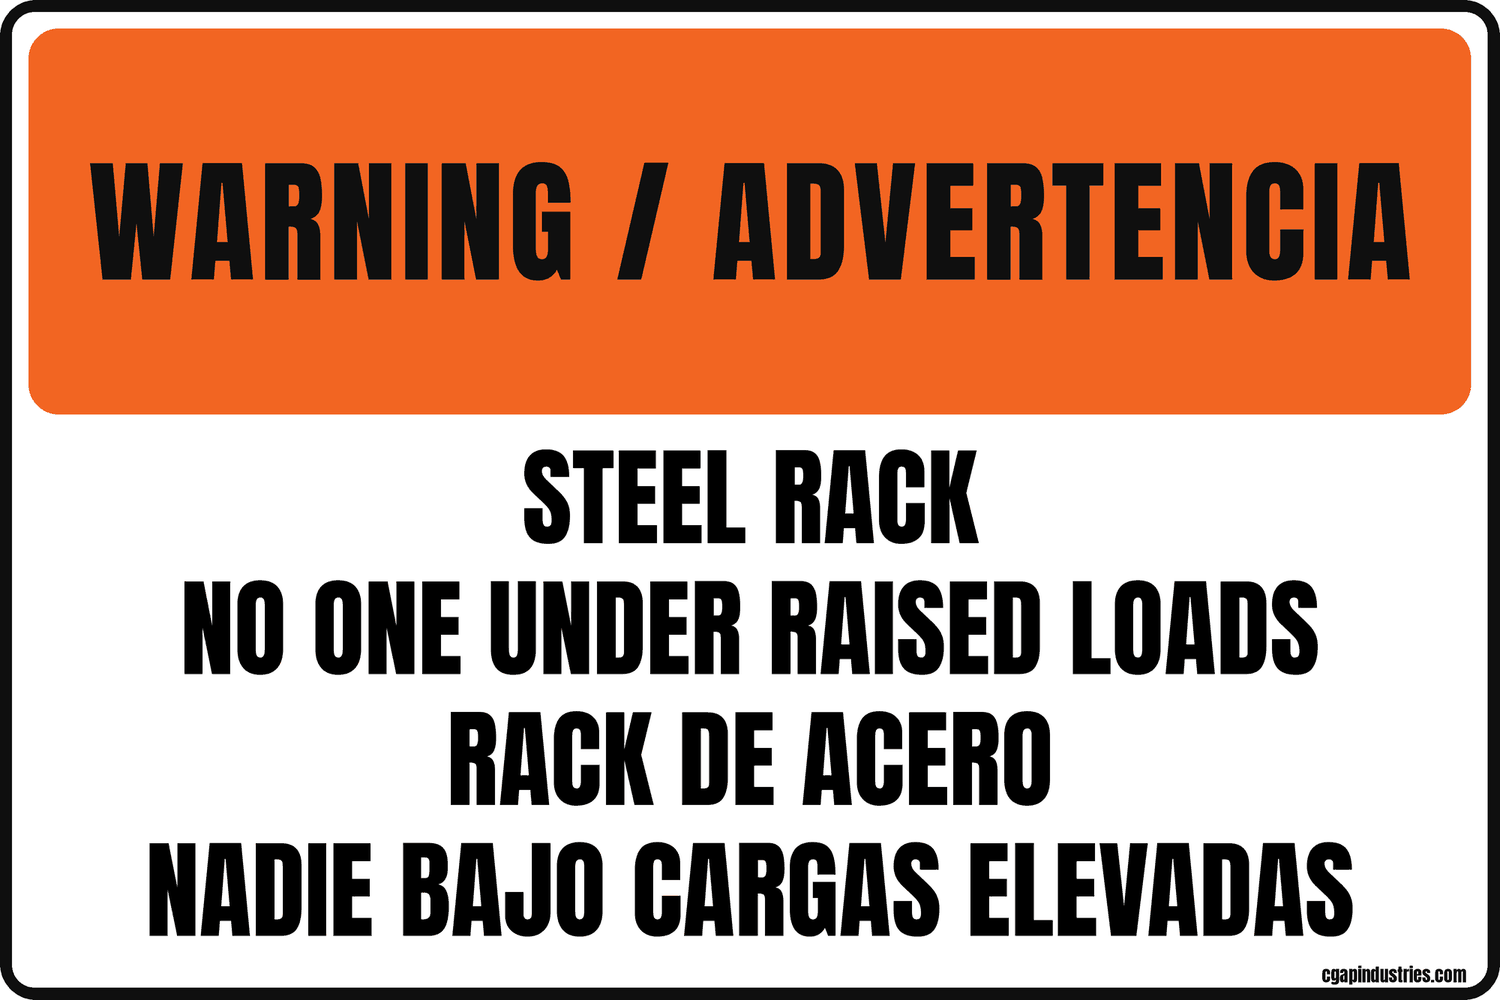 WARNING / ADVERTENCIA
STEEL RACK
NO ONE UNDER RAISED LOADS
RACK DE ACERO
NADIE BAJO CARGAS ELEVADAS
cgapindustries.com